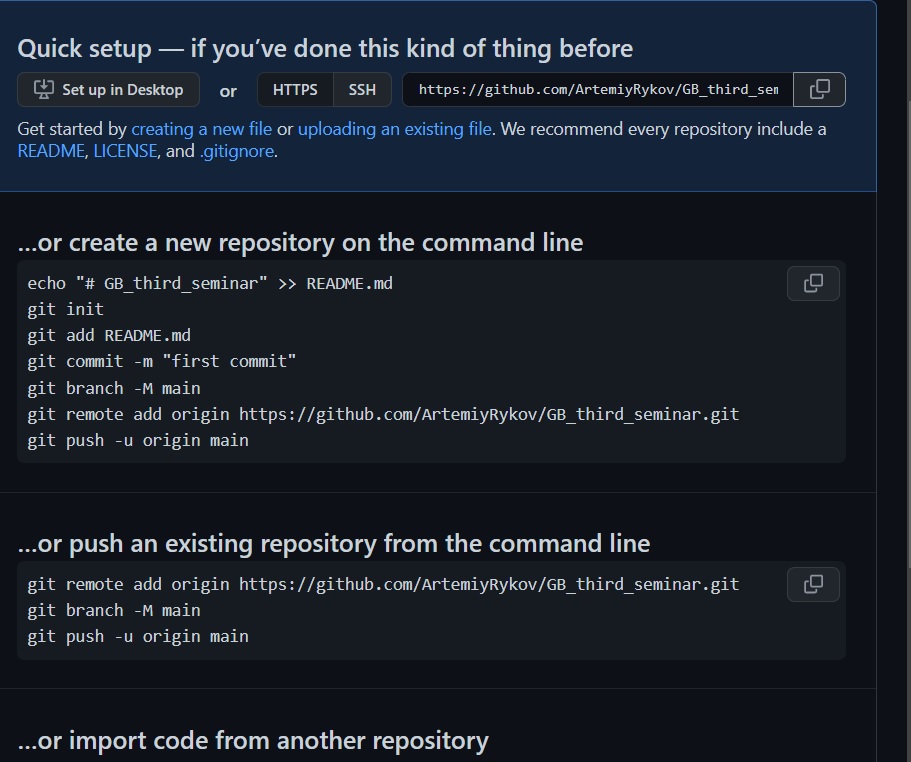 Quick setup — if you’ve done this kind of thing before
Set up in Desktop or HTTPS SSH https://github.com/ArtemiyRykov/GB_third_sem
Get started by creating a new file or uploading an existing file. We recommend every repository include a
README, LICENSE, and .gitignore.
…or create a new repository on the command line
echo "# GB_third_seminar" >> README.md
git init
git add README.md
git commit -m "first commit"
git branch -M main
git remote add origin https://github.com/ArtemiyRykov/GB_third_seminar.git
git push -u origin main
…or push an existing repository from the command line
git remote add origin https://github.com/ArtemiyRykov/GB_third_seminar.git
git branch -M main
git push -u origin main
…or import code from another repository